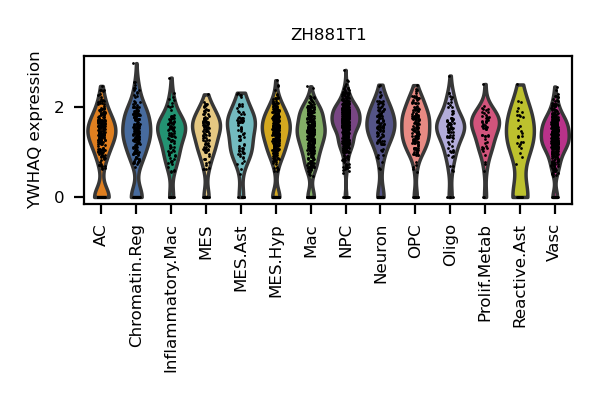 ZH881T1
YWHAQ expression
2
0
AC
Chromatin.Reg
Inflammatory.Mac
MES
MES.Ast
MES.Hyp
Mac
NPC
Neuron
OPC
Oligo
Prolif.Metab
Reactive.Ast
Vasc